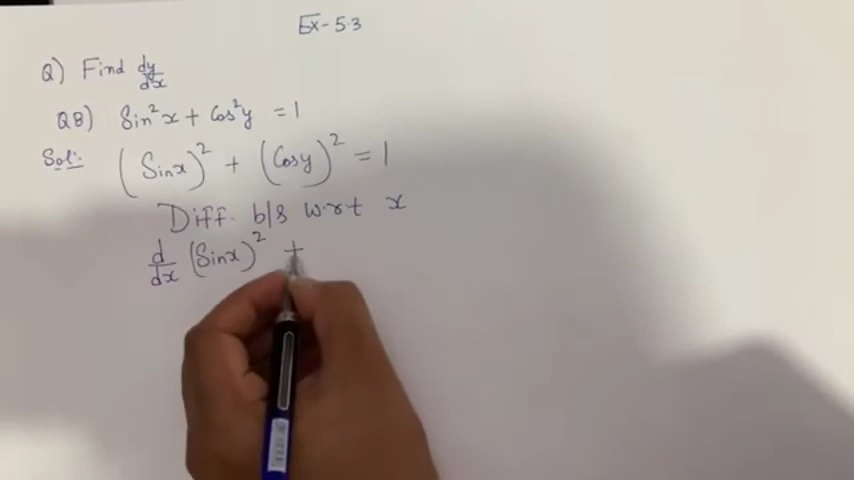 Ex-5.3
Q) Find dy/dx
Q8) Sin²x + Cos²y = 1
Sol:- (Sinx)² + (Cosy)² = 1
Diff. b/s w.r.t x
d/dx (Sinx)² +